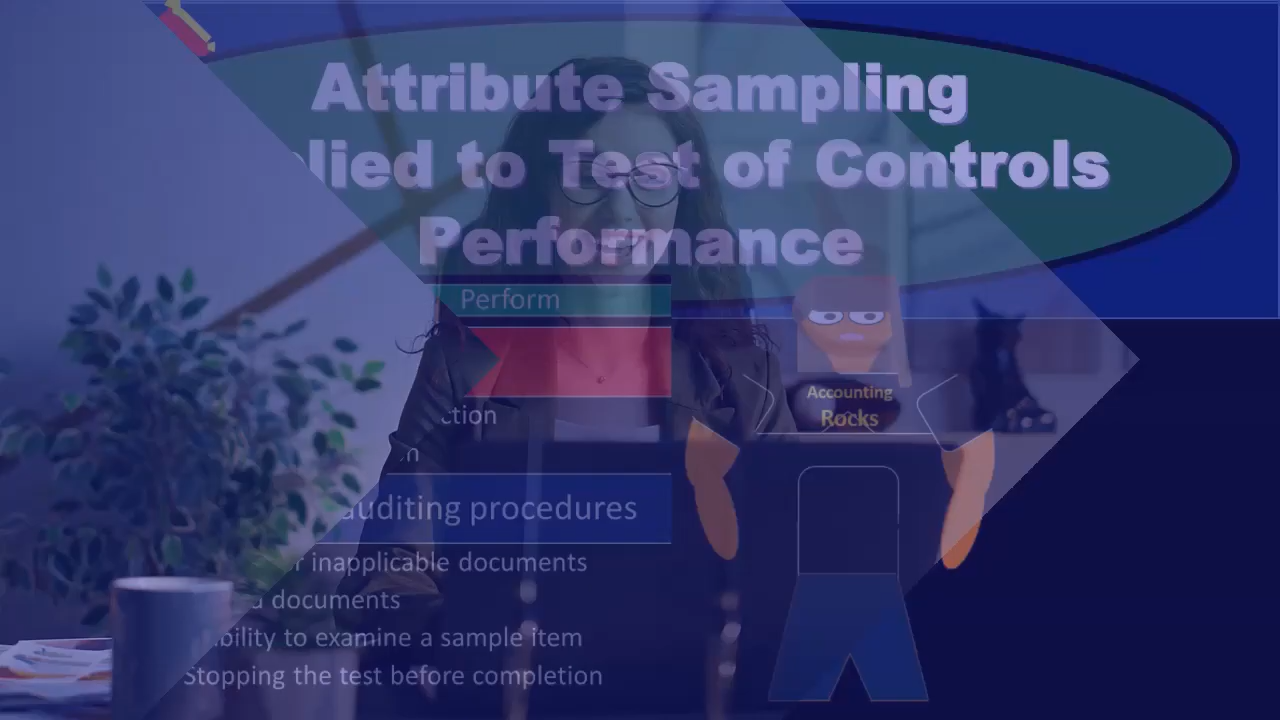 Attribute Sampling
lied to Test of Controls
Performance
Perform
Accounting
Rocks
ction
n
auditing procedures
r inapplicable documents
d documents
bility to examine a sample item
Stopping the test before completion